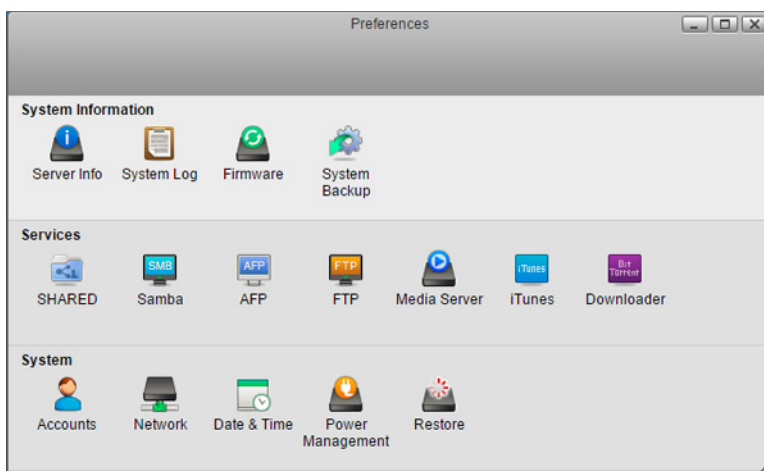 Preferences
System Information
Server Info
System Log
Firmware
System
Backup
Services
SMB
AFP
FTP
iTunes
Bit
Torrent
SHARED
Samba
AFP
FTP
Media Server
iTunes
Downloader
System
Accounts
Network
Date & Time
Power
Management
Restore